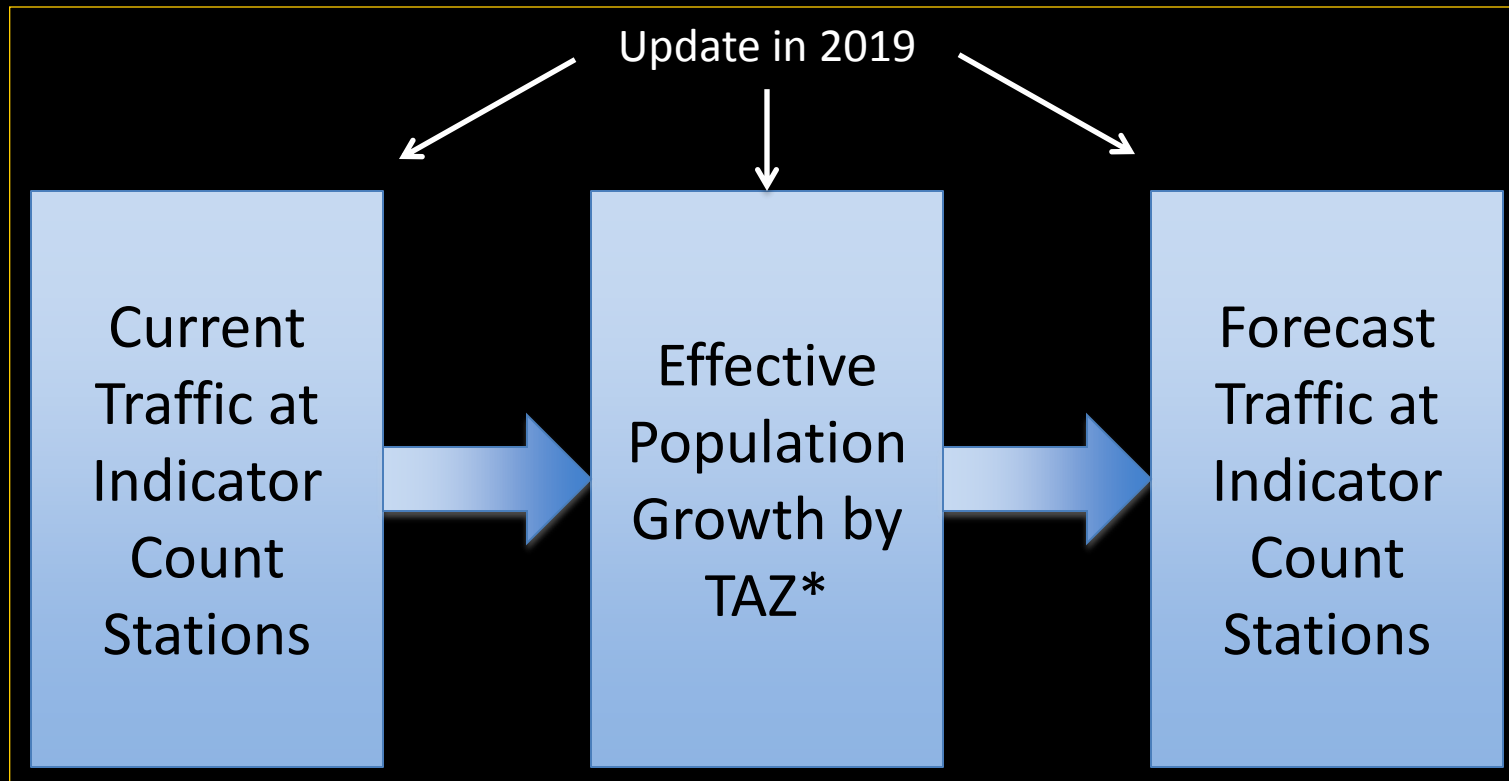 Update in 2019
Current
Traffic at
Indicator
Count
Stations
Effective
Population
Growth by
TAZ*
Forecast
Traffic at
Indicator
Count
Stations